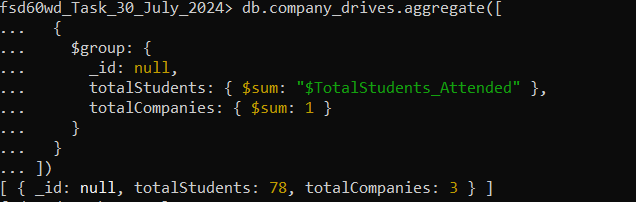 fsd60wd_Task_30_July_2024> db.company_drives.aggregate([
...   {
...     $group: {
...       _id: null,
...       totalStudents: { $sum: "$TotalStudents_Attended" },
...       totalCompanies: { $sum: 1 }
...     }
...   }
... ])
[ { _id: null, totalStudents: 78, totalCompanies: 3 } ]